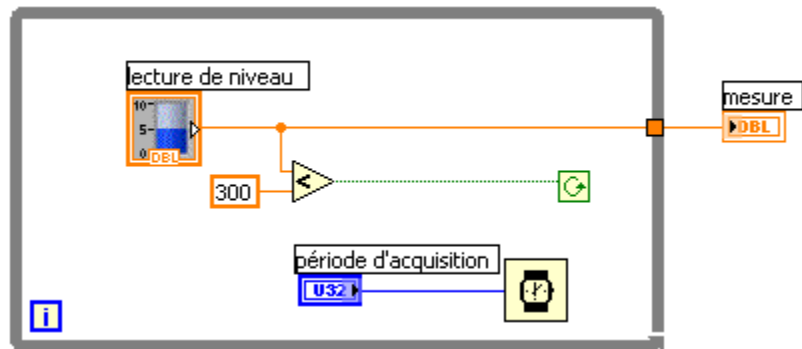 lecture de niveau
10
5
0
DBL
mesure
DBL
300
période d'acquisition
U32
i